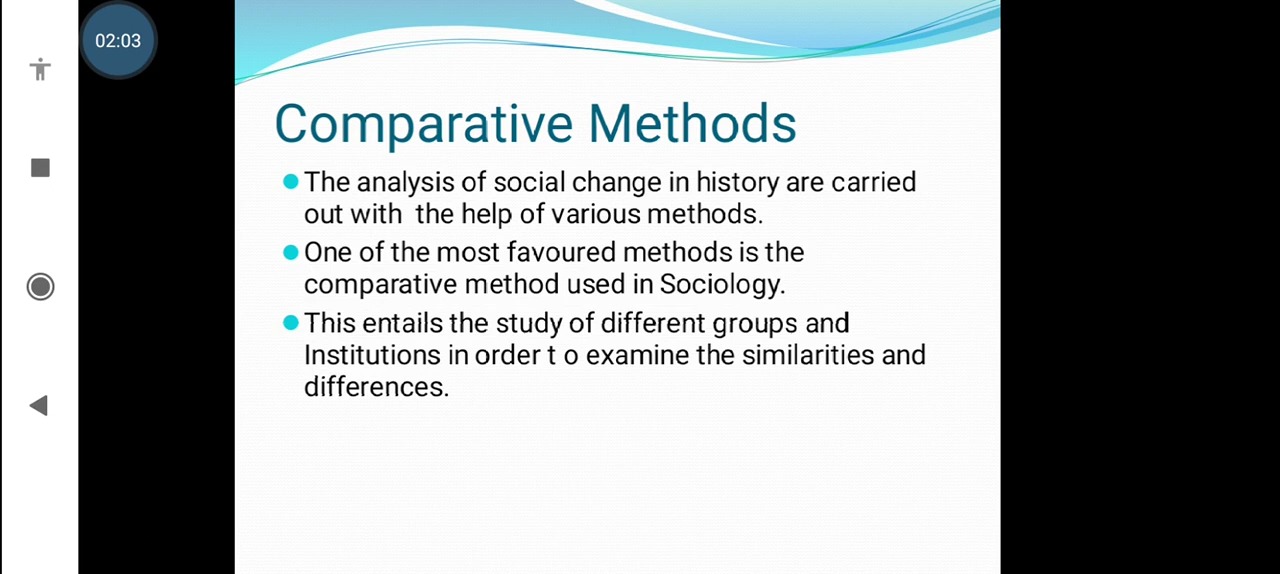 02:03
Comparative Methods
The analysis of social change in history are carried
out with  the help of various methods.
One of the most favoured methods is the
comparative method used in Sociology.
This entails the study of different groups and
Institutions in order t o examine the similarities and
differences.